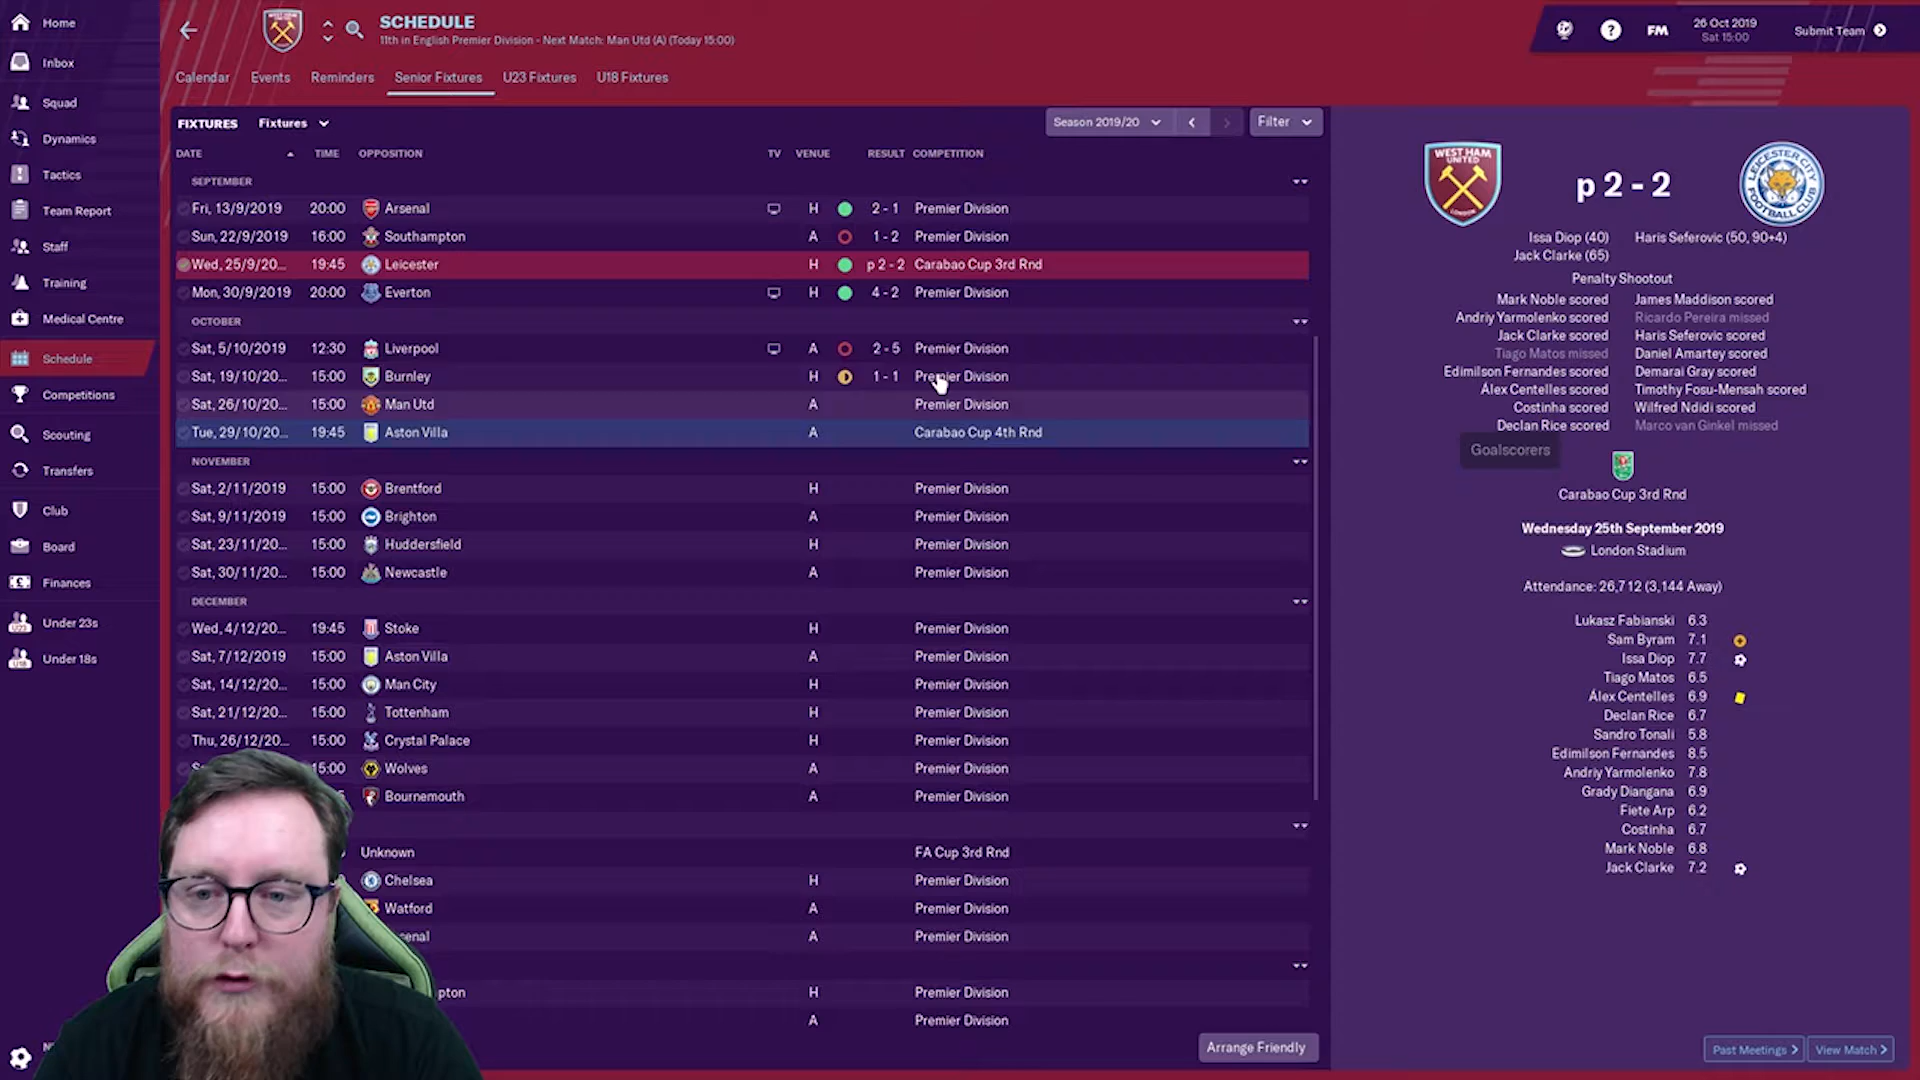 Home
Inbox
Squad
Dynamics
Tactics
Team Report
Staff
Training
Medical Centre
Schedule
Competitions
Scouting
Transfers
Club
Board
Finances
Under 23s
Under 18s
SCHEDULE
11th in English Premier Division - Next Match: Man Utd (A) (Today 15:00)
FM
26 Oct 2019
Sat 15:00
Submit Team
Calendar Events Reminders Senior Fixtures U23 Fixtures U18 Fixtures
FIXTURES Fixtures Season 2019/20 Filter
DATE TIME OPPOSITION TV VENUE RESULT COMPETITION
SEPTEMBER
Fri, 13/9/2019 20:00 Arsenal H 2 - 1 Premier Division
Sun, 22/9/2019 16:00 Southampton A 1 - 2 Premier Division
Wed, 25/9/20... 19:45 Leicester H p 2 - 2 Carabao Cup 3rd Rnd
Mon, 30/9/2019 20:00 Everton H 4 - 2 Premier Division
OCTOBER
Sat, 5/10/2019 12:30 Liverpool A 2 - 5 Premier Division
Sat, 19/10/20... 15:00 Burnley H 1 - 1 Premier Division
Sat, 26/10/20... 15:00 Man Utd A Premier Division
Tue, 29/10/20... 19:45 Aston Villa A Carabao Cup 4th Rnd
NOVEMBER
Sat, 2/11/2019 15:00 Brentford H Premier Division
Sat, 9/11/2019 15:00 Brighton A Premier Division
Sat, 23/11/20... 15:00 Huddersfield H Premier Division
Sat, 30/11/20... 15:00 Newcastle A Premier Division
DECEMBER
Wed, 4/12/20... 19:45 Stoke H Premier Division
Sat, 7/12/2019 15:00 Aston Villa A Premier Division
Sat, 14/12/20... 15:00 Man City H Premier Division
Sat, 21/12/20... 15:00 Tottenham H Premier Division
Thu, 26/12/20... 15:00 Crystal Palace H Premier Division
15:00 Wolves A Premier Division
Bournemouth A Premier Division
Unknown FA Cup 3rd Rnd
Chelsea H Premier Division
Watford A Premier Division
enal A Premier Division
pton H Premier Division
A Premier Division
Arrange Friendly
WEST HAM UNITED
LONDON
LEICESTER CITY
FOOTBALL CLUB
p 2 - 2
Issa Diop (40) Haris Seferovic (50, 90+4)
Jack Clarke (65)
Penalty Shootout
Mark Noble scored James Maddison scored
Andriy Yarmolenko scored Ricardo Pereira missed
Jack Clarke scored Haris Seferovic scored
Tiago Matos missed Daniel Amartey scored
Edimilson Fernandes scored Demarai Gray scored
Álex Centelles scored Timothy Fosu-Mensah scored
Costinha scored Wilfred Ndidi scored
Declan Rice scored Marco van Ginkel missed
Goalscorers
Carabao Cup 3rd Rnd
Wednesday 25th September 2019
London Stadium
Attendance: 26,712 (3,144 Away)
Lukasz Fabianski 6.3
Sam Byram 7.1
Issa Diop 7.7
Tiago Matos 6.5
Álex Centelles 6.9
Declan Rice 6.7
Sandro Tonali 5.8
Edimilson Fernandes 8.5
Andriy Yarmolenko 7.8
Grady Diangana 6.9
Fiete Arp 6.2
Costinha 6.7
Mark Noble 6.8
Jack Clarke 7.2
Past Meetings
View Match